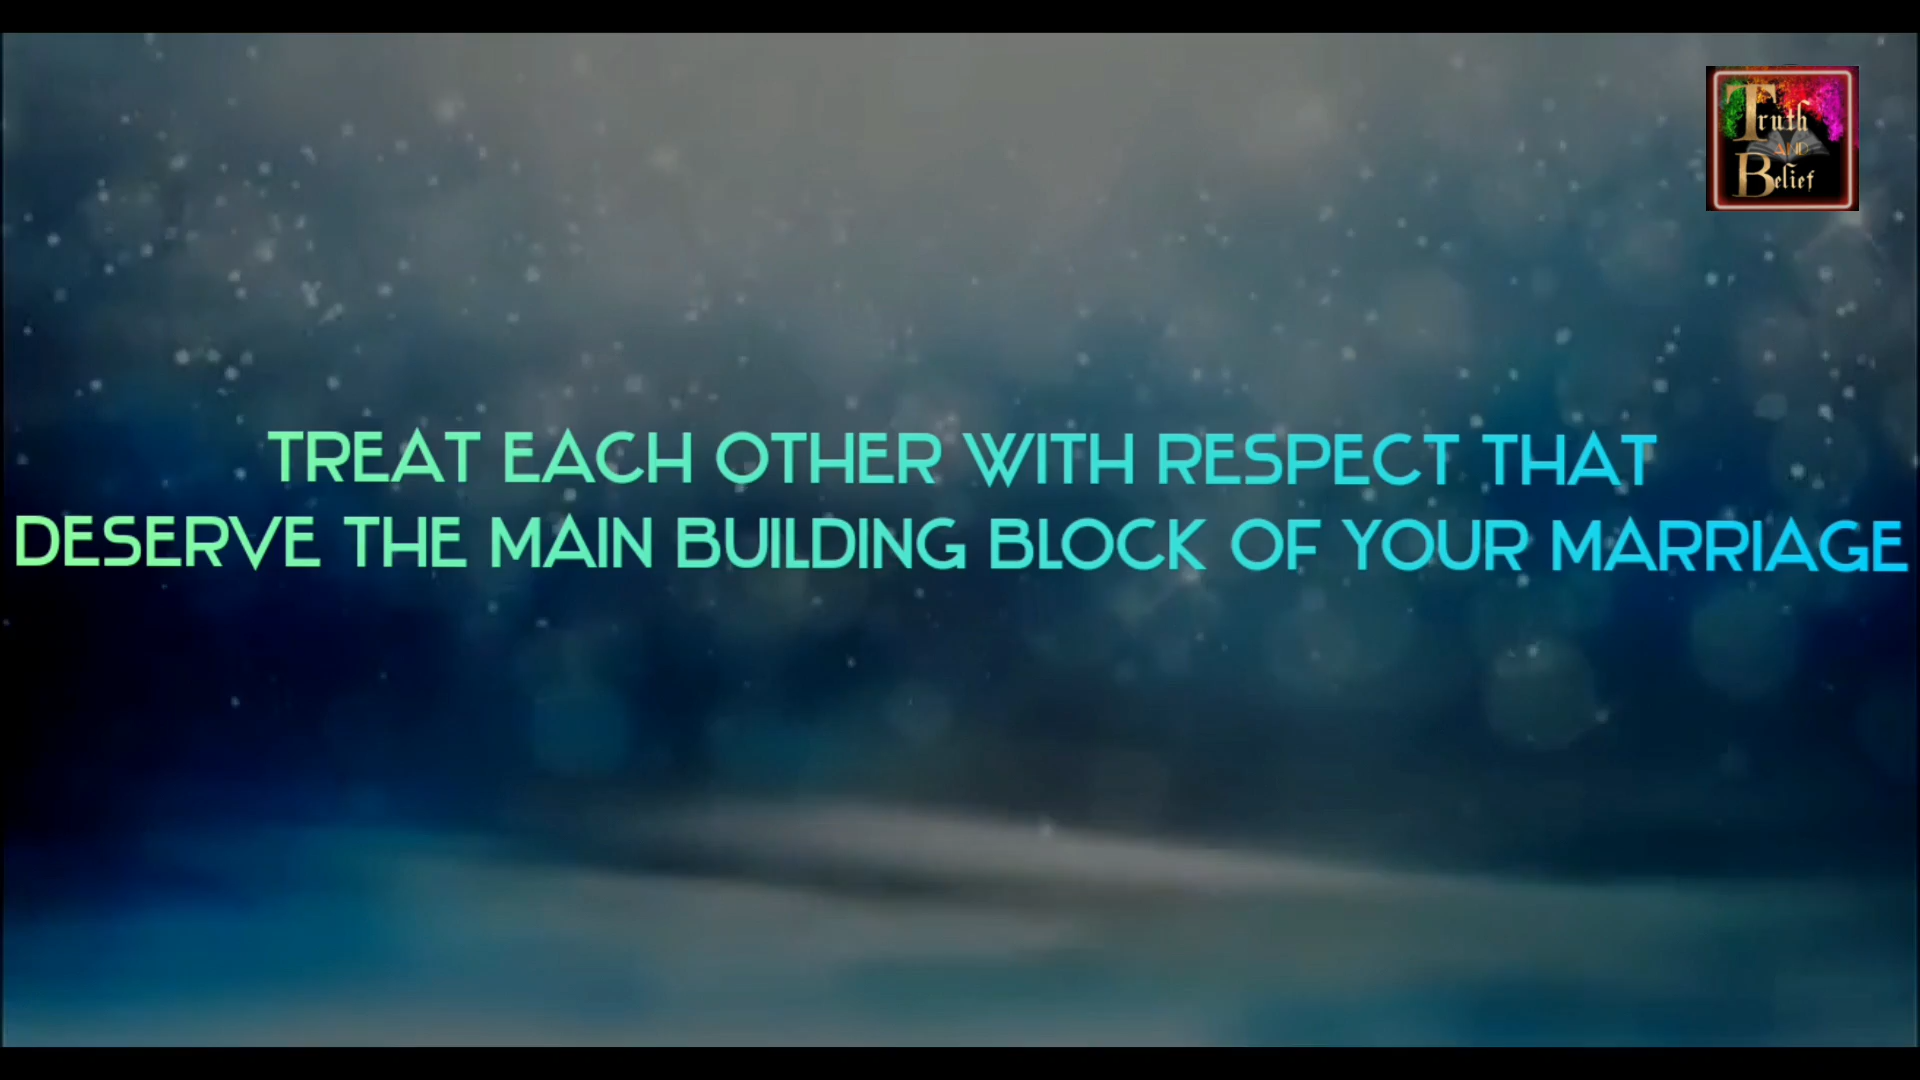 Truth
AND
Belief
TREAT EACH OTHER WITH RESPECT THAT
DESERVE THE MAIN BUILDING BLOCK OF YOUR MARRIAGE